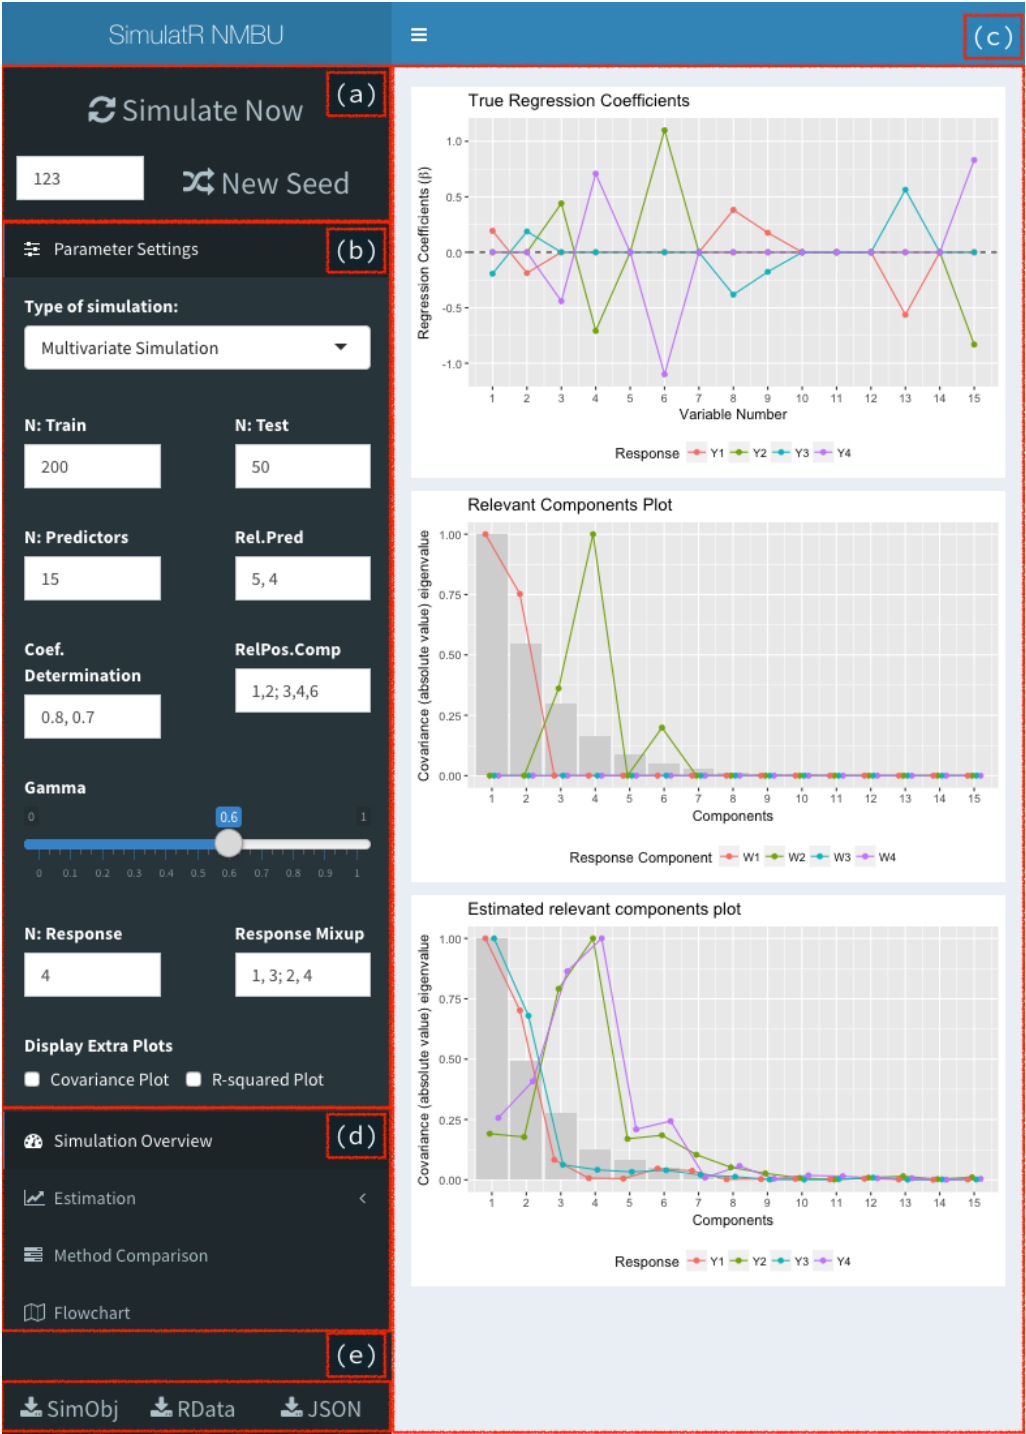 SimulatR NMBU
(c)
(a)
Simulate Now
123
New Seed
Parameter Settings
(b)
Type of simulation:
Multivariate Simulation
N: Train
N: Test
200
50
N: Predictors
Rel.Pred
15
5, 4
Coef.
Determination
RelPos.Comp
0.8, 0.7
1,2; 3,4,6
Gamma
0
0.6
1
0 0.1 0.2 0.3 0.4 0.5 0.6 0.7 0.8 0.9 1
N: Response
Response Mixup
4
1, 3; 2, 4
Display Extra Plots
Covariance Plot
R-squared Plot
Simulation Overview
(d)
Estimation
Method Comparison
Flowchart
(e)
SimObj
RData
JSON
True Regression Coefficients
Regression Coefficients (β)
1.0
0.5
0.0
-0.5
-1.0
1 2 3 4 5 6 7 8 9 10 11 12 13 14 15
Variable Number
Response Y1 Y2 Y3 Y4
Relevant Components Plot
Covariance (absolute value) eigenvalue
1.00
0.75
0.50
0.25
0.00
1 2 3 4 5 6 7 8 9 10 11 12 13 14 15
Components
Response Component W1 W2 W3 W4
Estimated relevant components plot
Covariance (absolute value) eigenvalue
1.00
0.75
0.50
0.25
0.00
1 2 3 4 5 6 7 8 9 10 11 12 13 14 15
Components
Response Y1 Y2 Y3 Y4